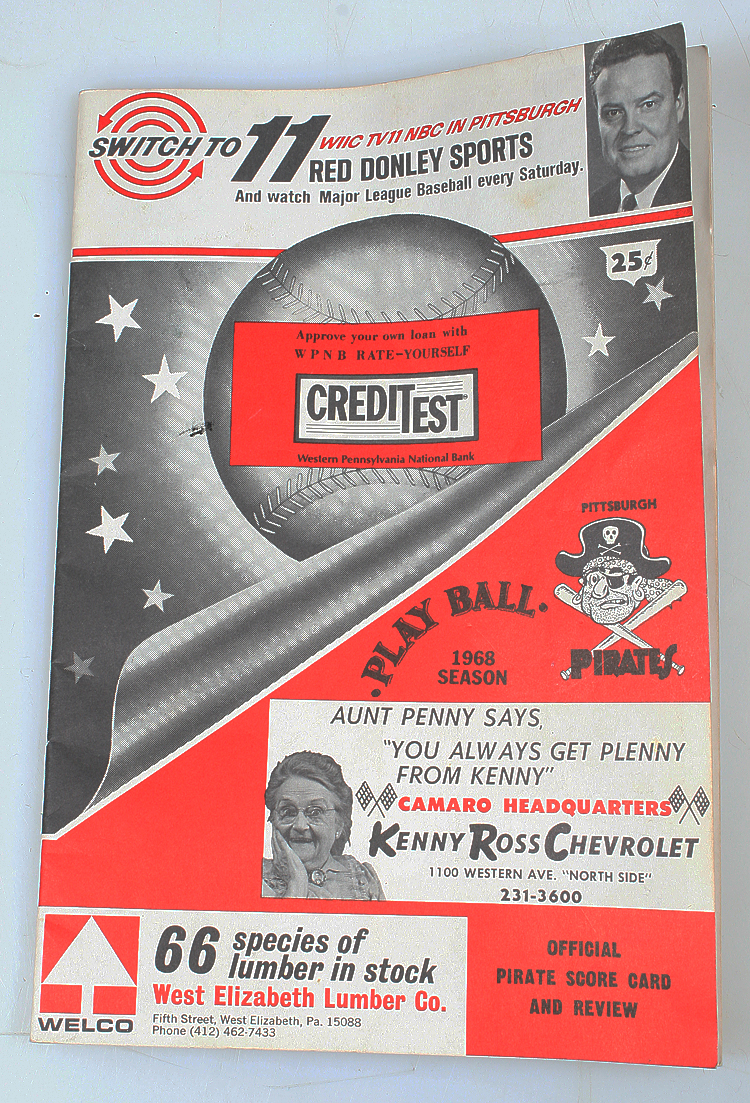 SWITCH TO 11 WIIC TV11 NBC IN PITTSBURGH
RED DONLEY SPORTS
And watch Major League Baseball every Saturday.
25¢
Approve your own loan with
WPNB RATE-YOURSELF
CREDITEST
Western Pennsylvania National Bank
PITTSBURGH
PIRATES
• PLAY BALL •
1968
SEASON
AUNT PENNY SAYS,
"YOU ALWAYS GET PLENNY
FROM KENNY"
CAMARO HEADQUARTERS
KENNY ROSS CHEVROLET
1100 WESTERN AVE. "NORTH SIDE"
231-3600
WELCO
66 species of
lumber in stock
West Elizabeth Lumber Co.
Fifth Street, West Elizabeth, Pa. 15088
Phone (412) 462-7433
OFFICIAL
PIRATE SCORE CARD
AND REVIEW